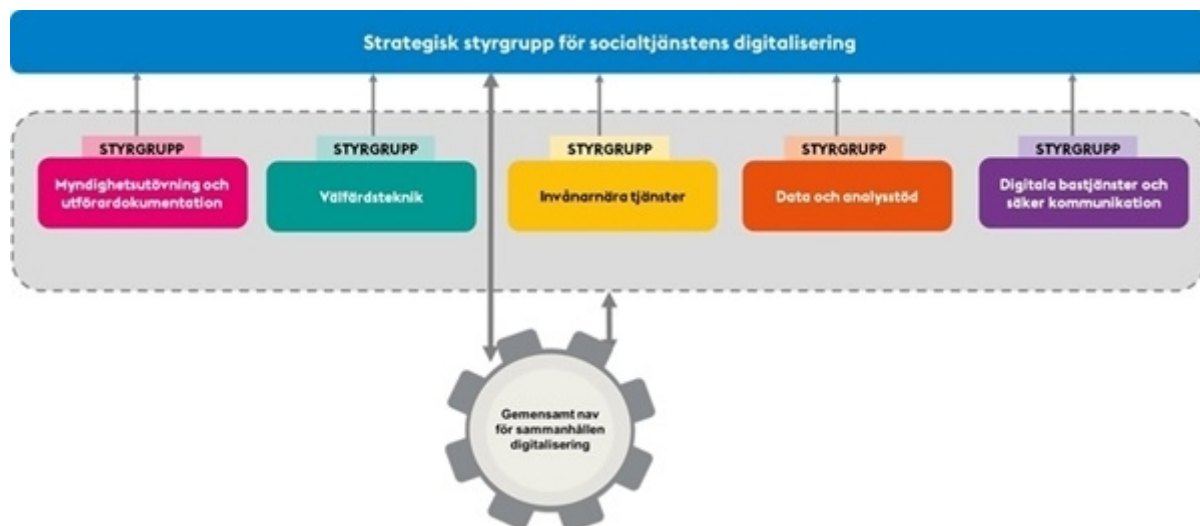 Strategisk styrgrupp för socialtjänstens digitalisering
STYRGRUPP
Myndighetsutövning och
utförardokumentation
STYRGRUPP
Välfärdsteknik
STYRGRUPP
Invånarnära tjänster
STYRGRUPP
Data och analysstöd
STYRGRUPP
Digitala bastjänster och
säker kommunikation
Gemensamt nav
för sammanhållen
digitalisering